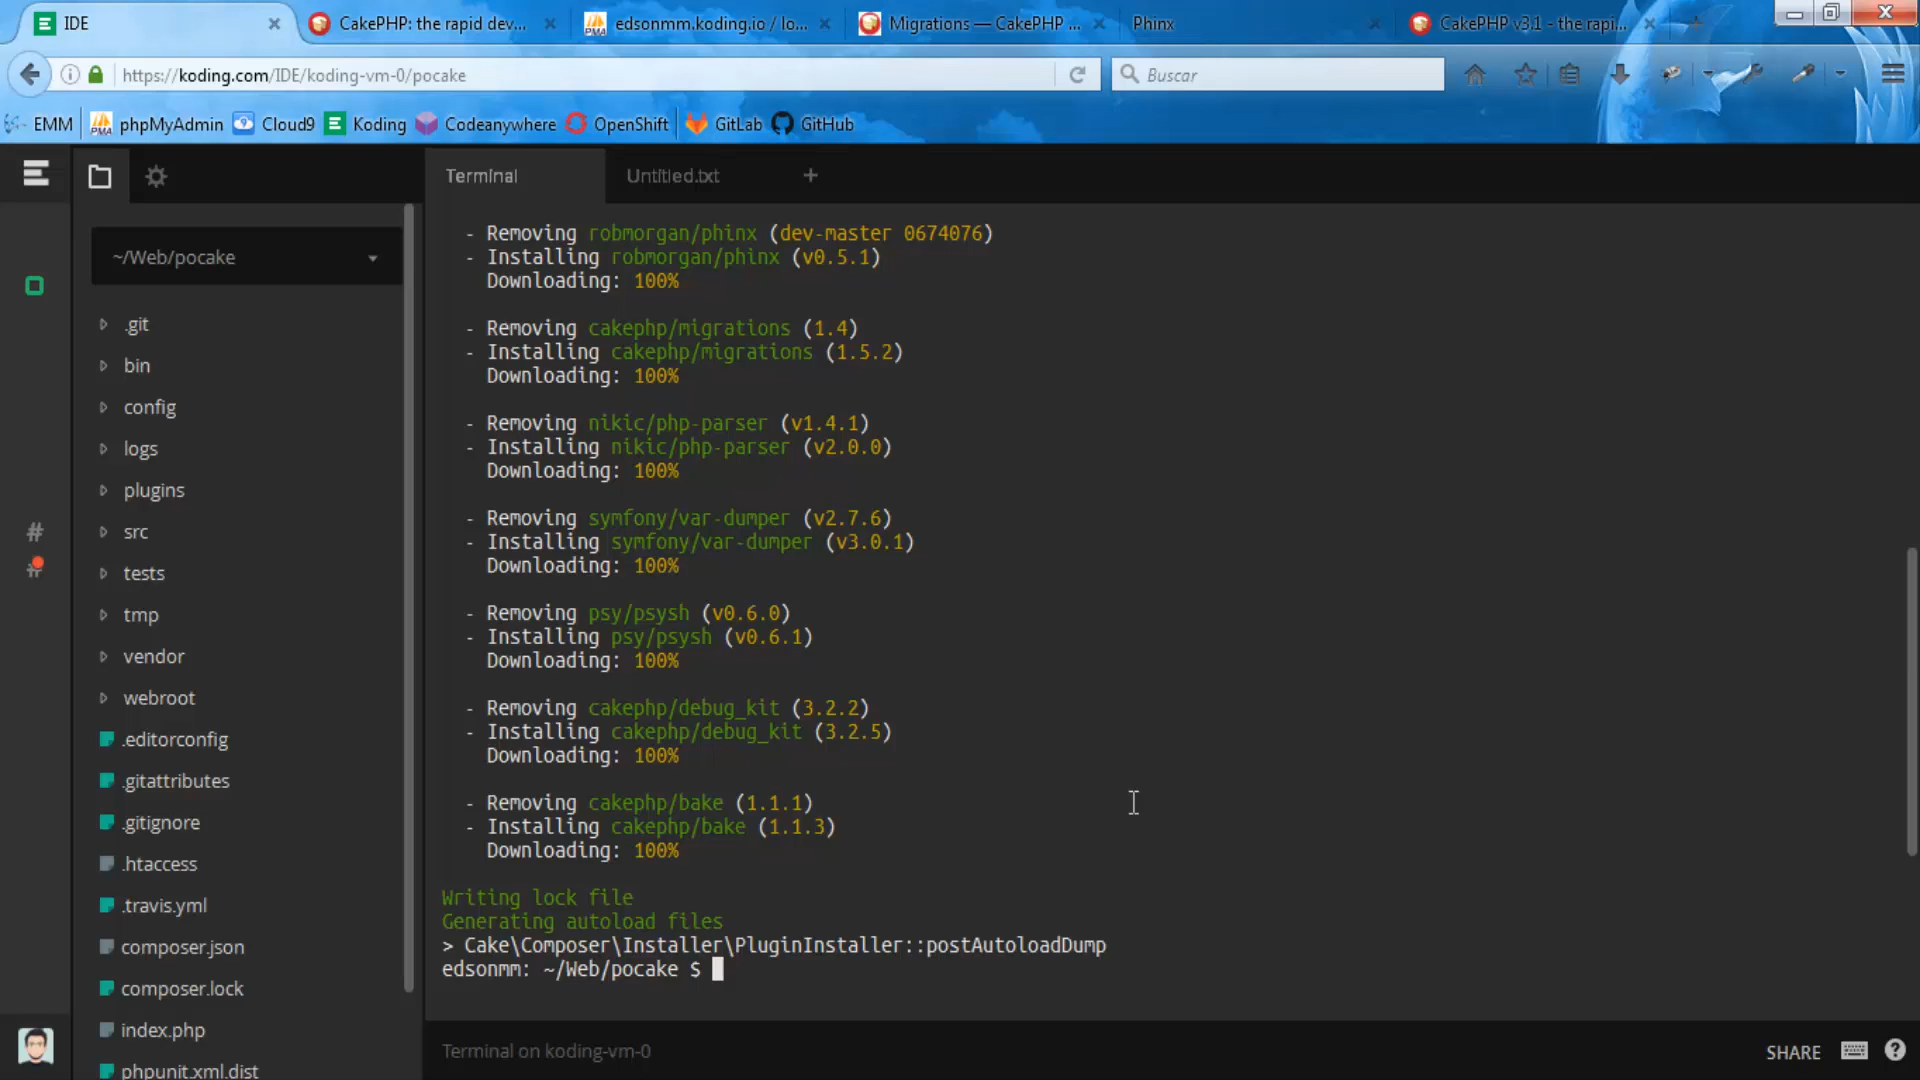 IDE
CakePHP: the rapid dev...
edsonmm.koding.io / lo...
Migrations — CakePHP ...
Phinx
CakePHP v3.1 - the rapi...
https://koding.com/IDE/koding-vm-0/pocake
Buscar
EMM
phpMyAdmin
Cloud9
Koding
Codeanywhere
OpenShift
GitLab
GitHub
Terminal
Untitled.txt
+
~/Web/pocake
.git
bin
config
logs
plugins
src
tests
tmp
vendor
webroot
.editorconfig
.gitattributes
.gitignore
.htaccess
.travis.yml
composer.json
composer.lock
index.php
phpunit.xml.dist
- Removing robmorgan/phinx (dev-master 0674076)
- Installing robmorgan/phinx (v0.5.1)
Downloading: 100%
- Removing cakephp/migrations (1.4)
- Installing cakephp/migrations (1.5.2)
Downloading: 100%
- Removing nikic/php-parser (v1.4.1)
- Installing nikic/php-parser (v2.0.0)
Downloading: 100%
- Removing symfony/var-dumper (v2.7.6)
- Installing symfony/var-dumper (v3.0.1)
Downloading: 100%
- Removing psy/psysh (v0.6.0)
- Installing psy/psysh (v0.6.1)
Downloading: 100%
- Removing cakephp/debug_kit (3.2.2)
- Installing cakephp/debug_kit (3.2.5)
Downloading: 100%
- Removing cakephp/bake (1.1.1)
- Installing cakephp/bake (1.1.3)
Downloading: 100%
Writing lock file
Generating autoload files
> Cake\Composer\Installer\PluginInstaller::postAutoloadDump
edsonmm: ~/Web/pocake $
Terminal on koding-vm-0
SHARE